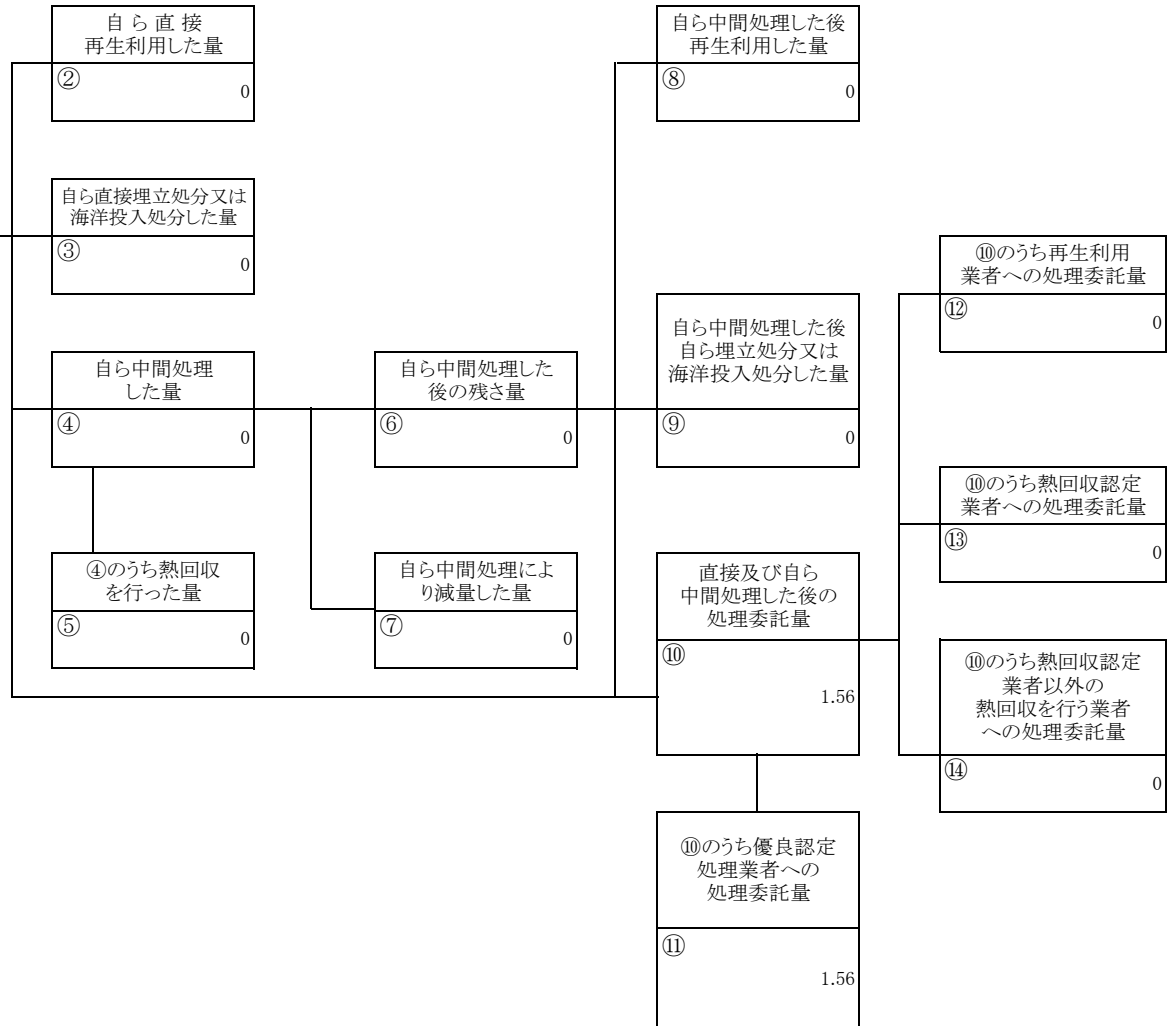 自ら直接
再生利用した量
②
0
自ら直接埋立処分又は
海洋投入処分した量
③
0
自ら中間処理
した量
④
0
④のうち熱回収
を行った量
⑤
0
自ら中間処理した
後の残さ量
⑥
0
自ら中間処理によ
り減量した量
⑦
0
自ら中間処理した後
再生利用した量
⑧
0
自ら中間処理した後
自ら埋立処分又は
海洋投入処分した量
⑨
0
直接及び自ら
中間処理した後の
処理委託量
⑩
1.56
⑩のうち優良認定
処理業者への
処理委託量
⑪
1.56
⑩のうち再生利用
業者への処理委託量
⑫
0
⑩のうち熱回収認定
業者への処理委託量
⑬
0
⑩のうち熱回収認定
業者以外の
熱回収を行う業者
への処理委託量
⑭
0